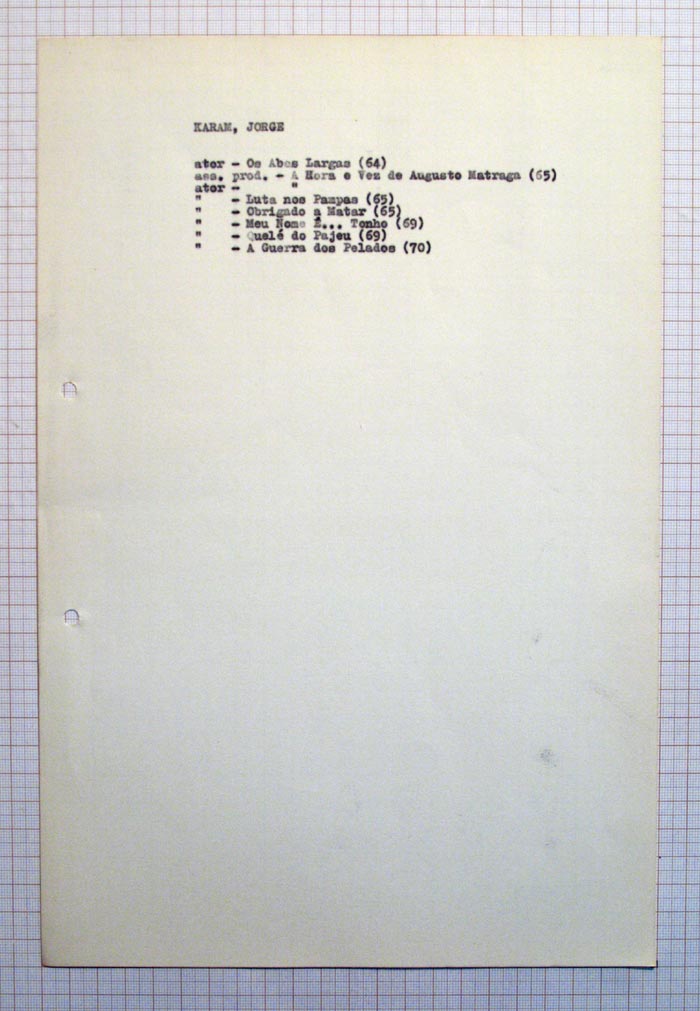 KARAM, JORGE
ator - Os Abas Largas (64)
ass. prod. - A Hora e Vez de Augusto Matraga (65)
ator - "
" - Luta nos Pampas (65)
" - Obrigado a Matar (65)
" - Meu Nome É... Tonho (69)
" - Quelé do Pajeu (69)
" - A Guerra dos Pelados (70)